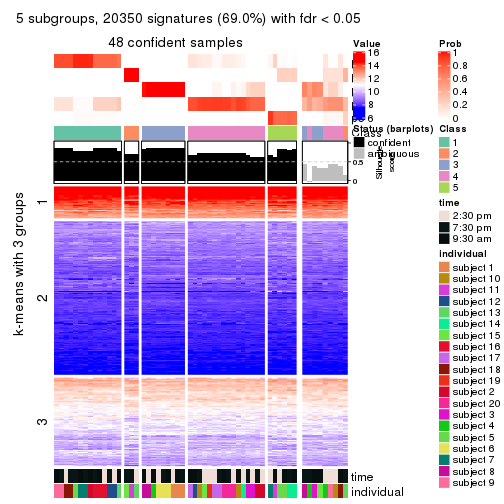 5 subgroups, 20350 signatures (69.0%) with fdr < 0.05
48 confident samples
Value
16
14
12
10
8
6
Prob
1
0.8
0.6
0.4
0.2
0
Class
Status (barplots)
confident
ambiguous
0.5
0
Silhouette
score
Class
1
2
3
4
5
time
2:30 pm
7:30 pm
9:30 am
individual
subject 1
subject 10
subject 11
subject 12
subject 13
subject 14
subject 15
subject 16
subject 17
subject 18
subject 19
subject 2
subject 20
subject 3
subject 4
subject 5
subject 6
subject 7
subject 8
subject 9
k-means with 3 groups
1
2
3
time
individual